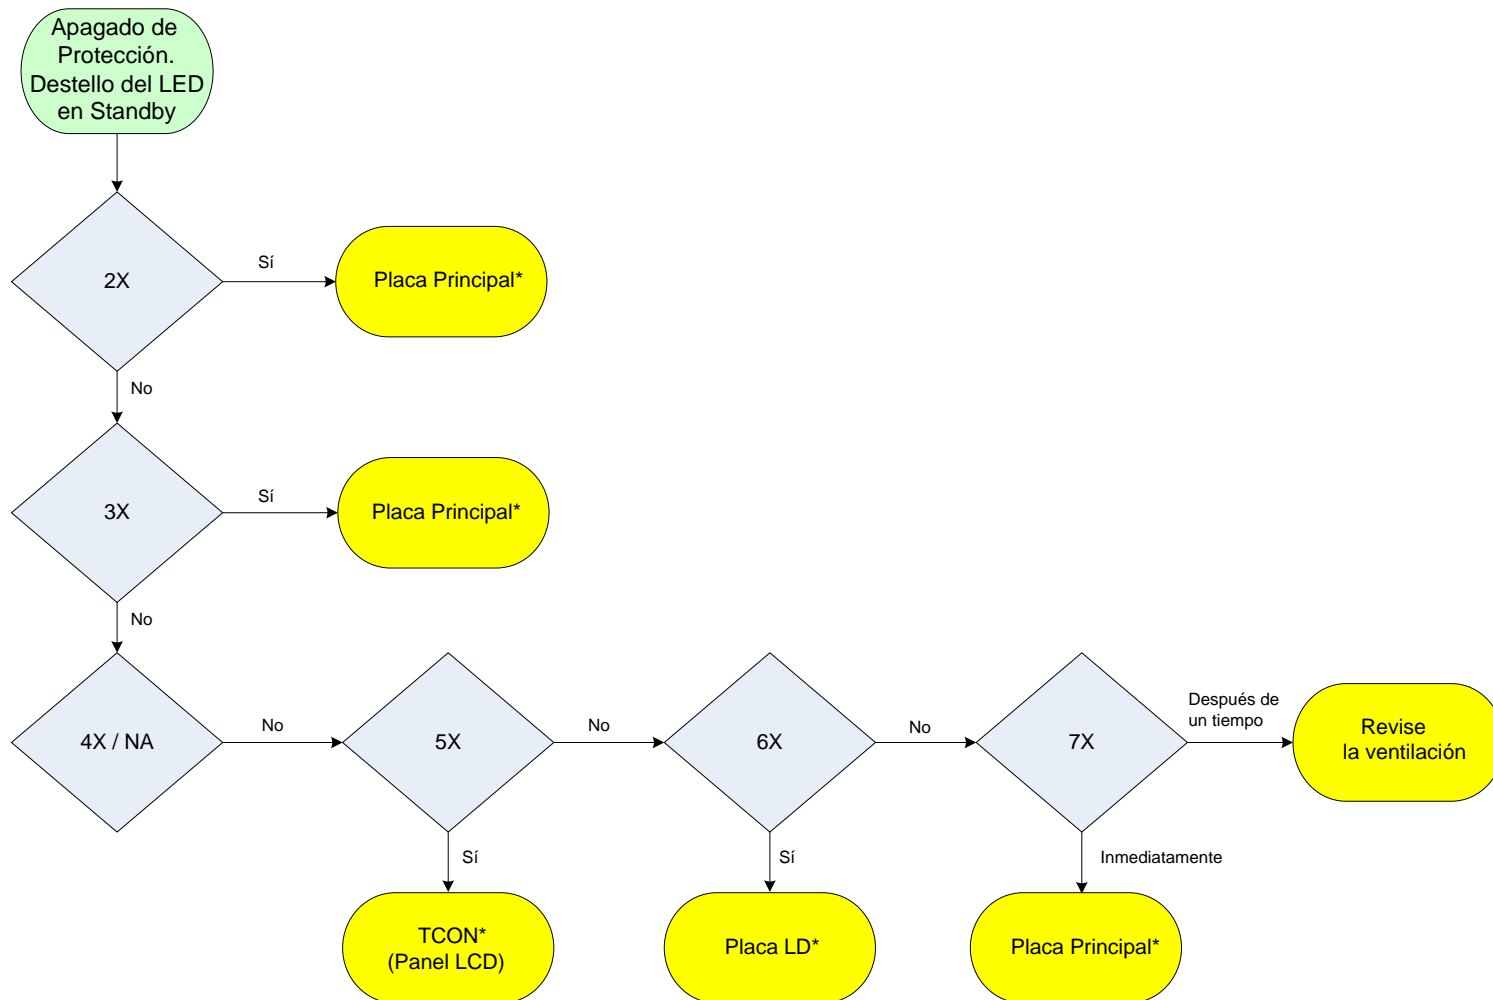 Apagado de
Protección.
Destello del LED
en Standby
2X
Sí
Placa Principal*
No
3X
Sí
Placa Principal*
No
4X / NA
No
5X
No
6X
No
7X
Después de
un tiempo
Revise
la ventilación
Sí
Sí
Inmediatamente
TCON*
(Panel LCD)
Placa LD*
Placa Principal*